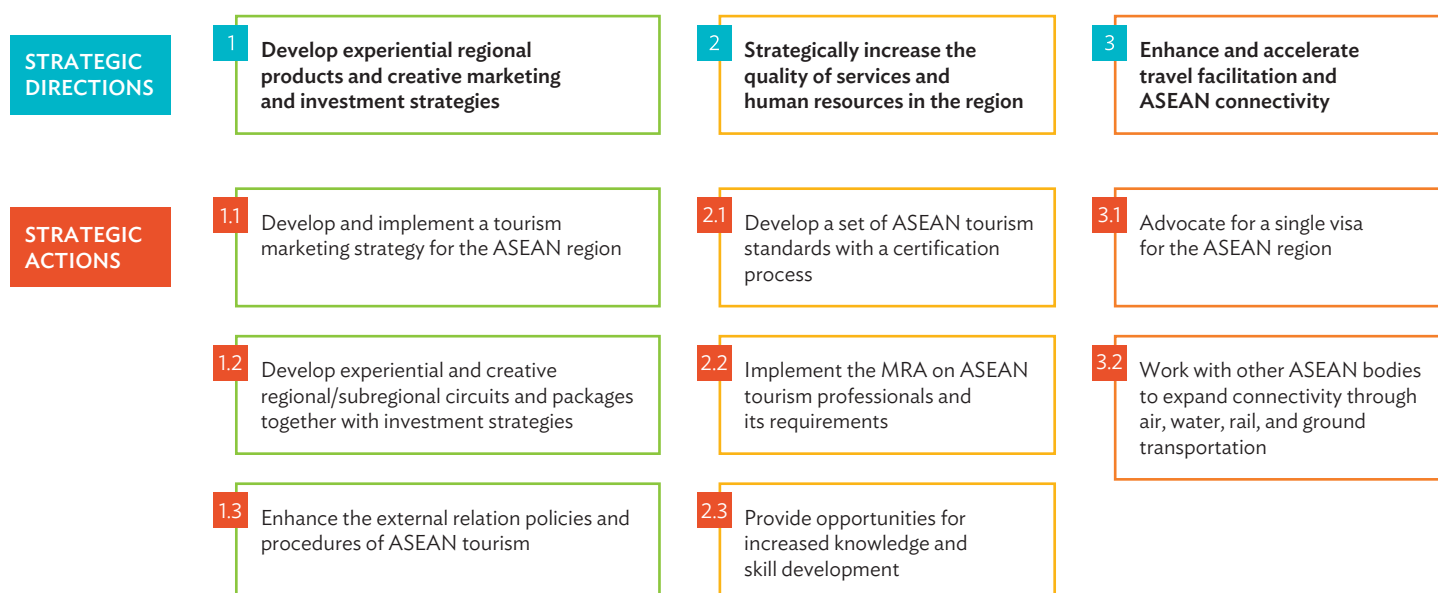 STRATEGIC
DIRECTIONS
1
Develop experiential regional
products and creative marketing
and investment strategies
2
Strategically increase the
quality of services and
human resources in the region
3
Enhance and accelerate
travel facilitation and
ASEAN connectivity
STRATEGIC
ACTIONS
1.1
Develop and implement a tourism
marketing strategy for the ASEAN region
2.1
Develop a set of ASEAN tourism
standards with a certification
process
3.1
Advocate for a single visa
for the ASEAN region
1.2
Develop experiential and creative
regional/subregional circuits and packages
together with investment strategies
2.2
Implement the MRA on ASEAN
tourism professionals and
its requirements
3.2
Work with other ASEAN bodies
to expand connectivity through
air, water, rail, and ground
transportation
1.3
Enhance the external relation policies and
procedures of ASEAN tourism
2.3
Provide opportunities for
increased knowledge and
skill development